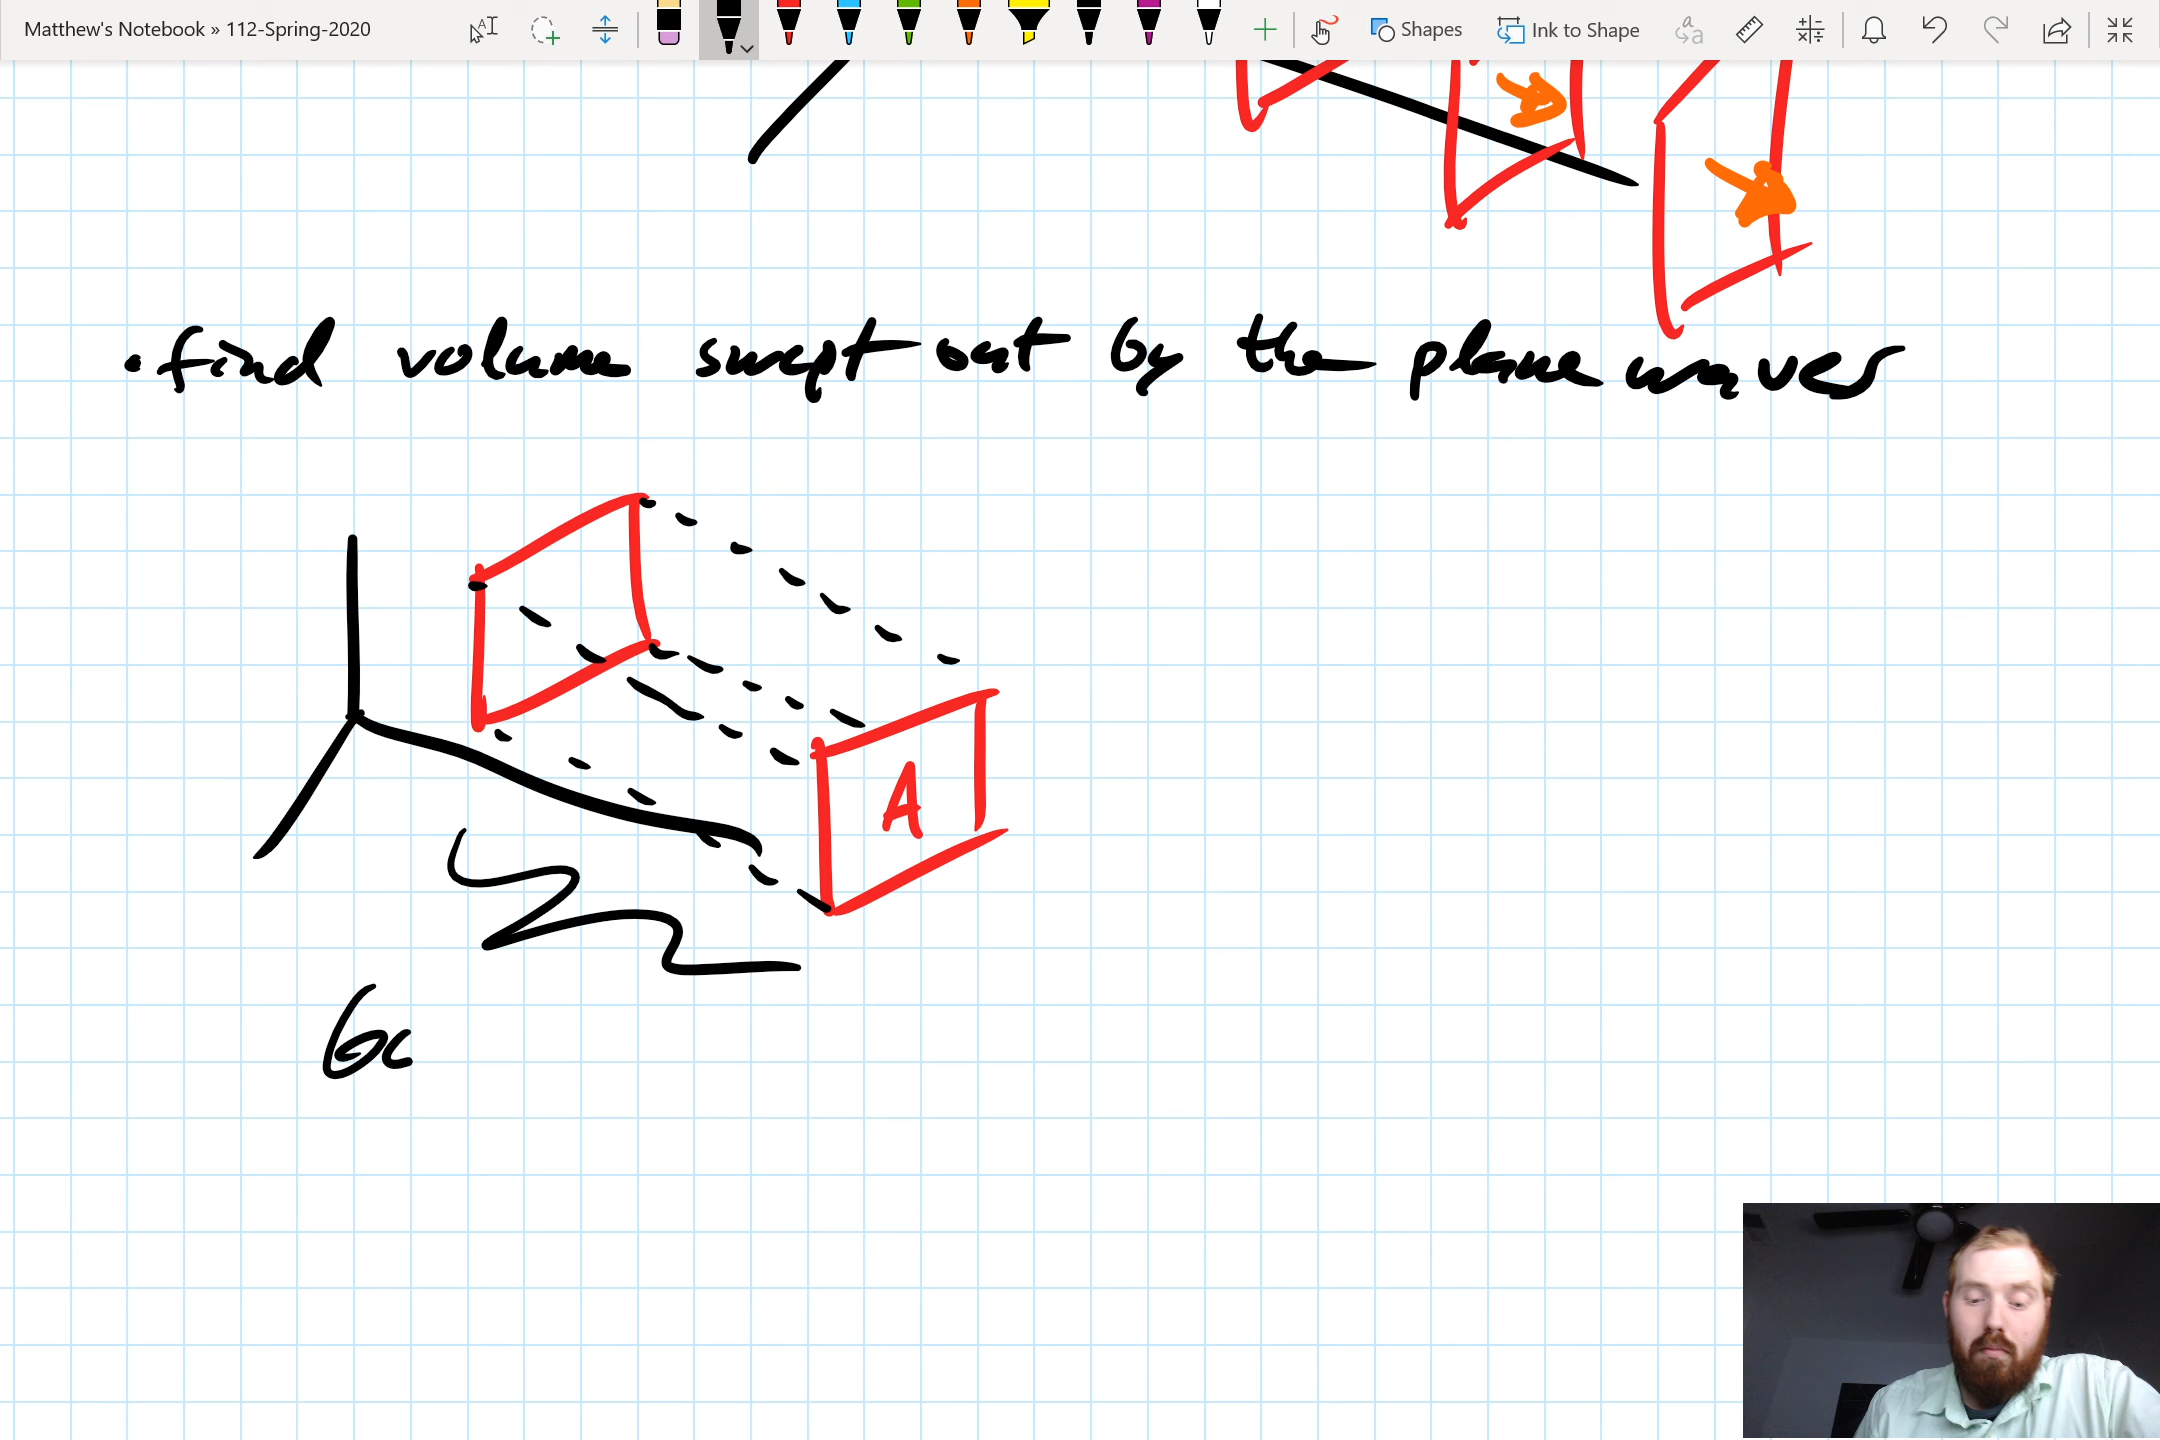 Matthew's Notebook » 112-Spring-2020
Shapes
Ink to Shape
• find volume swept out by the plane waves
A